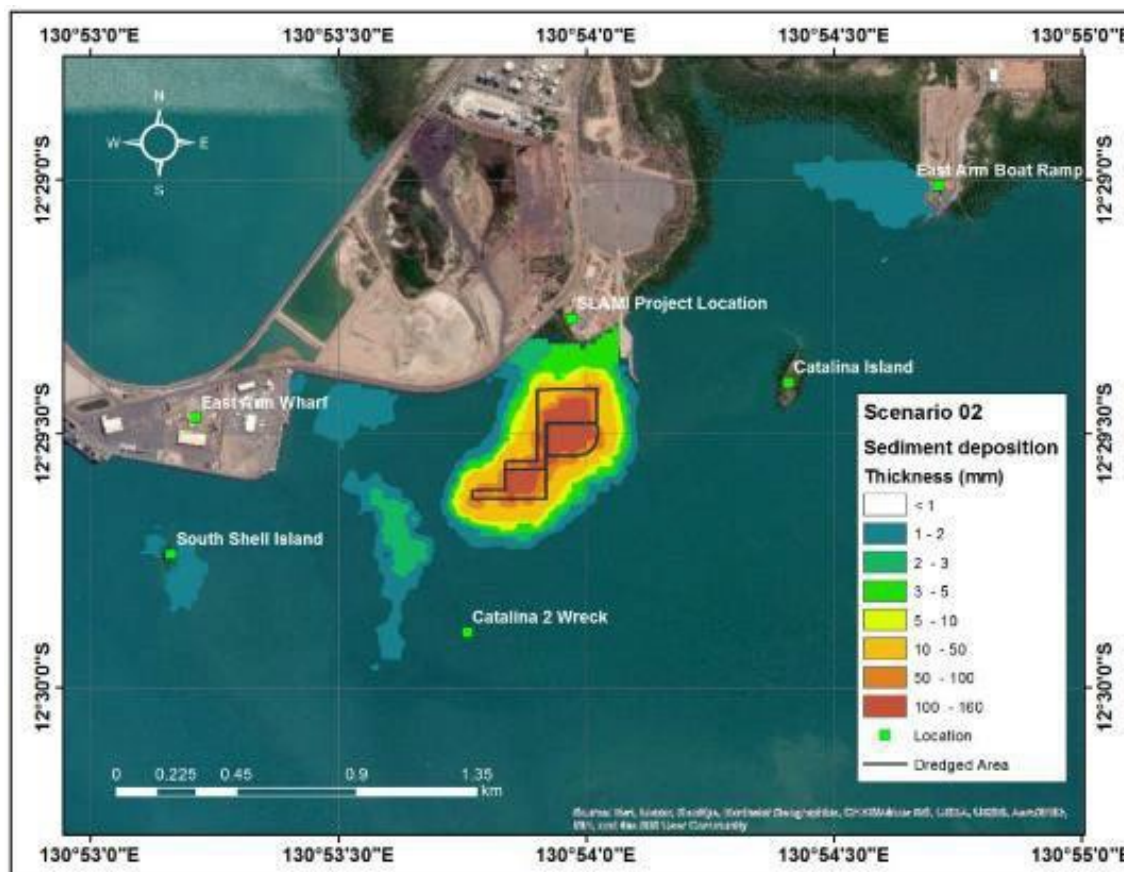 130°53'0"E 130°53'30"E 130°54'0"E 130°54'30"E 130°55'0"E
N
W E
S
12°29'0"S
12°29'0"S
East Arm Boat Ramp
SLAMI Project Location
Catalina Island
East Arm Wharf
12°29'30"S
12°29'30"S
South Shell Island
Catalina 2 Wreck
12°30'0"S
12°30'0"S
Scenario 02
Sediment deposition
Thickness (mm)
< 1
1 - 2
2 - 3
3 - 5
5 - 10
10 - 50
50 - 100
100 - 160
Location
Dredged Area
0 0.225 0.45 0.9 1.35
km
and the GIS User Community
130°53'0"E 130°53'30"E 130°54'0"E 130°54'30"E 130°55'0"E